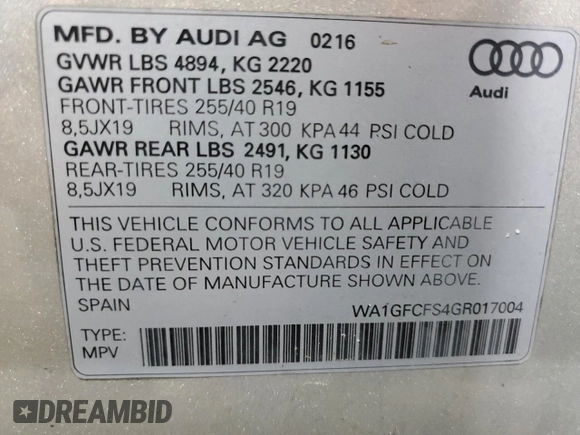 MFD. BY AUDI AG 0216
GVWR LBS 4894, KG 2220
GAWR FRONT LBS 2546, KG 1155
FRONT-TIRES 255/40 R19
8,5JX19 RIMS, AT 300 KPA 44 PSI COLD
GAWR REAR LBS 2491, KG 1130
REAR-TIRES 255/40 R19
8,5JX19 RIMS, AT 320 KPA 46 PSI COLD
Audi
THIS VEHICLE CONFORMS TO ALL APPLICABLE
U.S. FEDERAL MOTOR VEHICLE SAFETY AND
THEFT PREVENTION STANDARDS IN EFFECT ON
THE DATE OF MANUFACTURE SHOWN ABOVE.
SPAIN WA1GFCFS4GR017004
TYPE:
MPV
DREAMBID